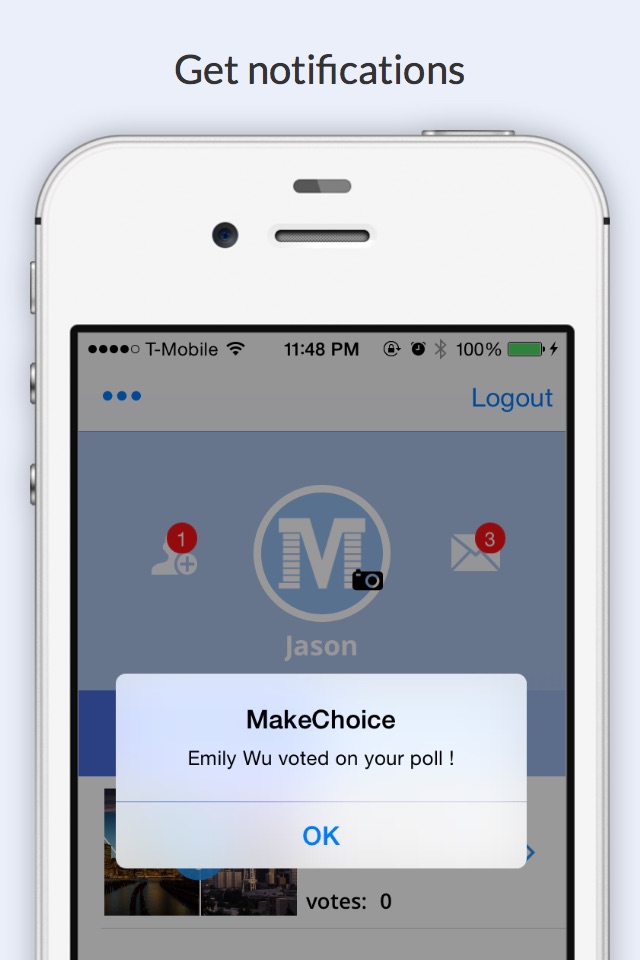 Get notifications
T-Mobile 11:48 PM 100%
Logout
1
3
M
Jason
MakeChoice
Emily Wu voted on your poll !
OK
votes: 0